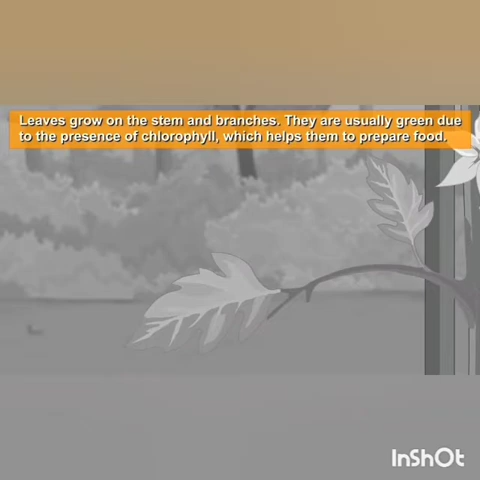 Leaves grow on the stem and branches. They are usually green due
to the presence of chlorophyll, which helps them to prepare food.
InShOt